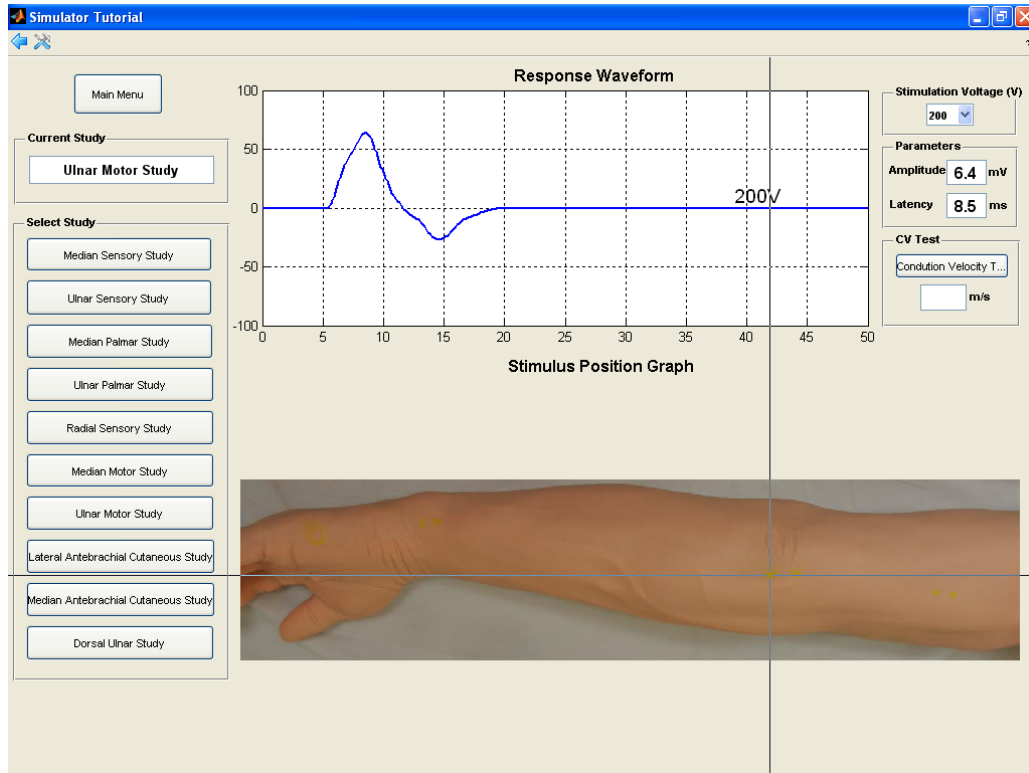 Simulator Tutorial
Main Menu
Current Study
Ulnar Motor Study
Select Study
Median Sensory Study
Ulnar Sensory Study
Median Palmar Study
Ulnar Palmar Study
Radial Sensory Study
Median Motor Study
Ulnar Motor Study
Lateral Antebrachial Cutaneous Study
Median Antebrachial Cutaneous Study
Dorsal Ulnar Study
Response Waveform
100
50
0
-50
-100
200V
0 5 10 15 20 25 30 35 40 45 50
Stimulus Position Graph
Stimulation Voltage (V)
200
Parameters
Amplitude 6.4 mV
Latency 8.5 ms
CV Test
Condution Velocity T...
m/s